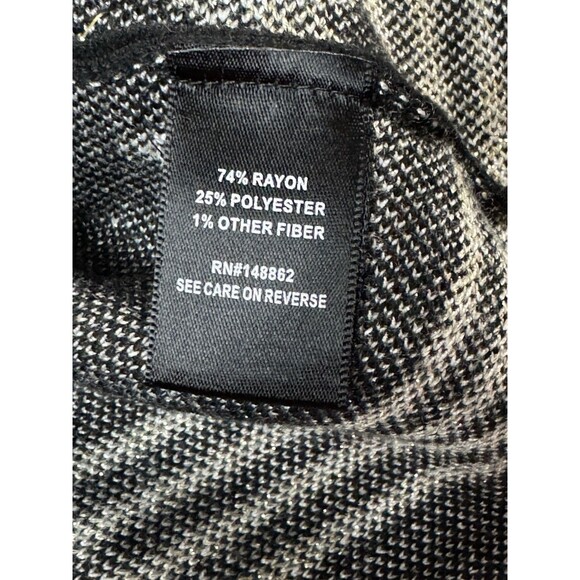 74% RAYON
25% POLYESTER
1% OTHER FIBER
RN#148862
SEE CARE ON REVERSE